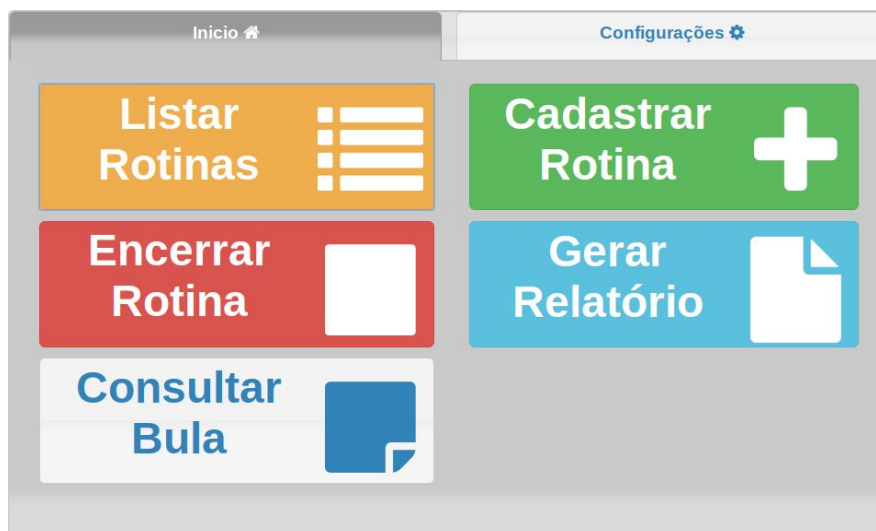 Inicio
Configurações
Listar
Rotinas
Cadastrar
Rotina
Encerrar
Rotina
Gerar
Relatório
Consultar
Bula